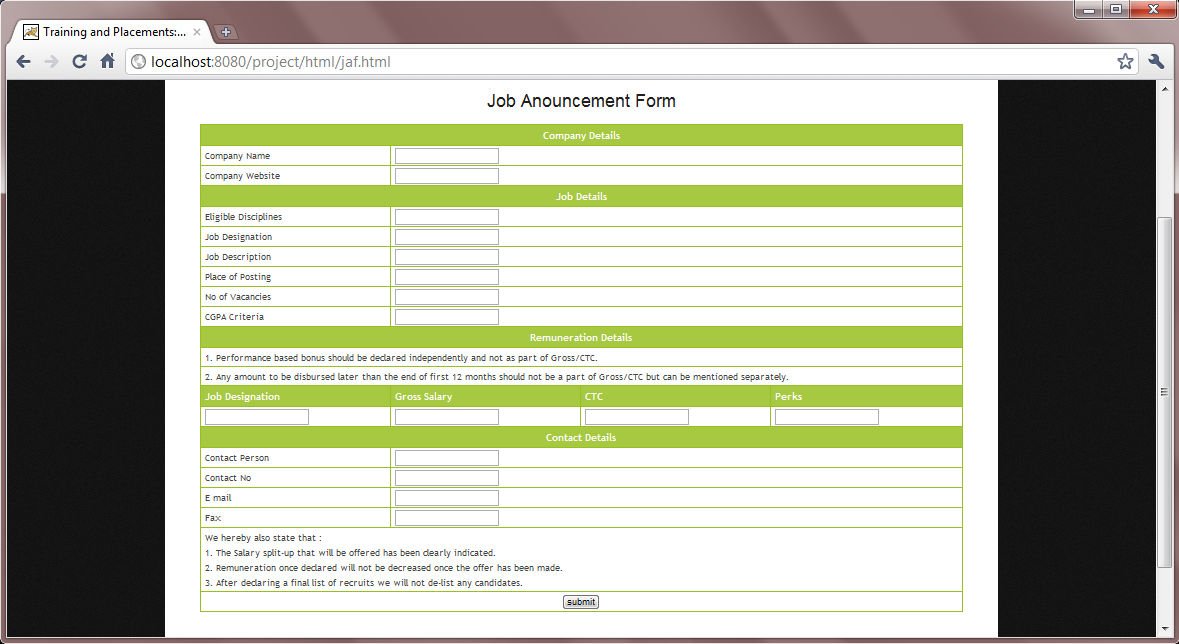 Training and Placements:...
localhost:8080/project/html/jaf.html
Job Anouncement Form
Company Details
Company Name
Company Website
Job Details
Eligible Disciplines
Job Designation
Job Description
Place of Posting
No of Vacancies
CGPA Criteria
Remuneration Details
1. Performance based bonus should be declared independently and not as part of Gross/CTC.
2. Any amount to be disbursed later than the end of first 12 months should not be a part of Gross/CTC but can be mentioned separately.
Job Designation Gross Salary CTC Perks
Contact Details
Contact Person
Contact No
E mail
Fax
We hereby also state that :
1. The Salary split-up that will be offered has been clearly indicated.
2. Remuneration once declared will not be decreased once the offer has been made.
3. After declaring a final list of recruits we will not de-list any candidates.
submit